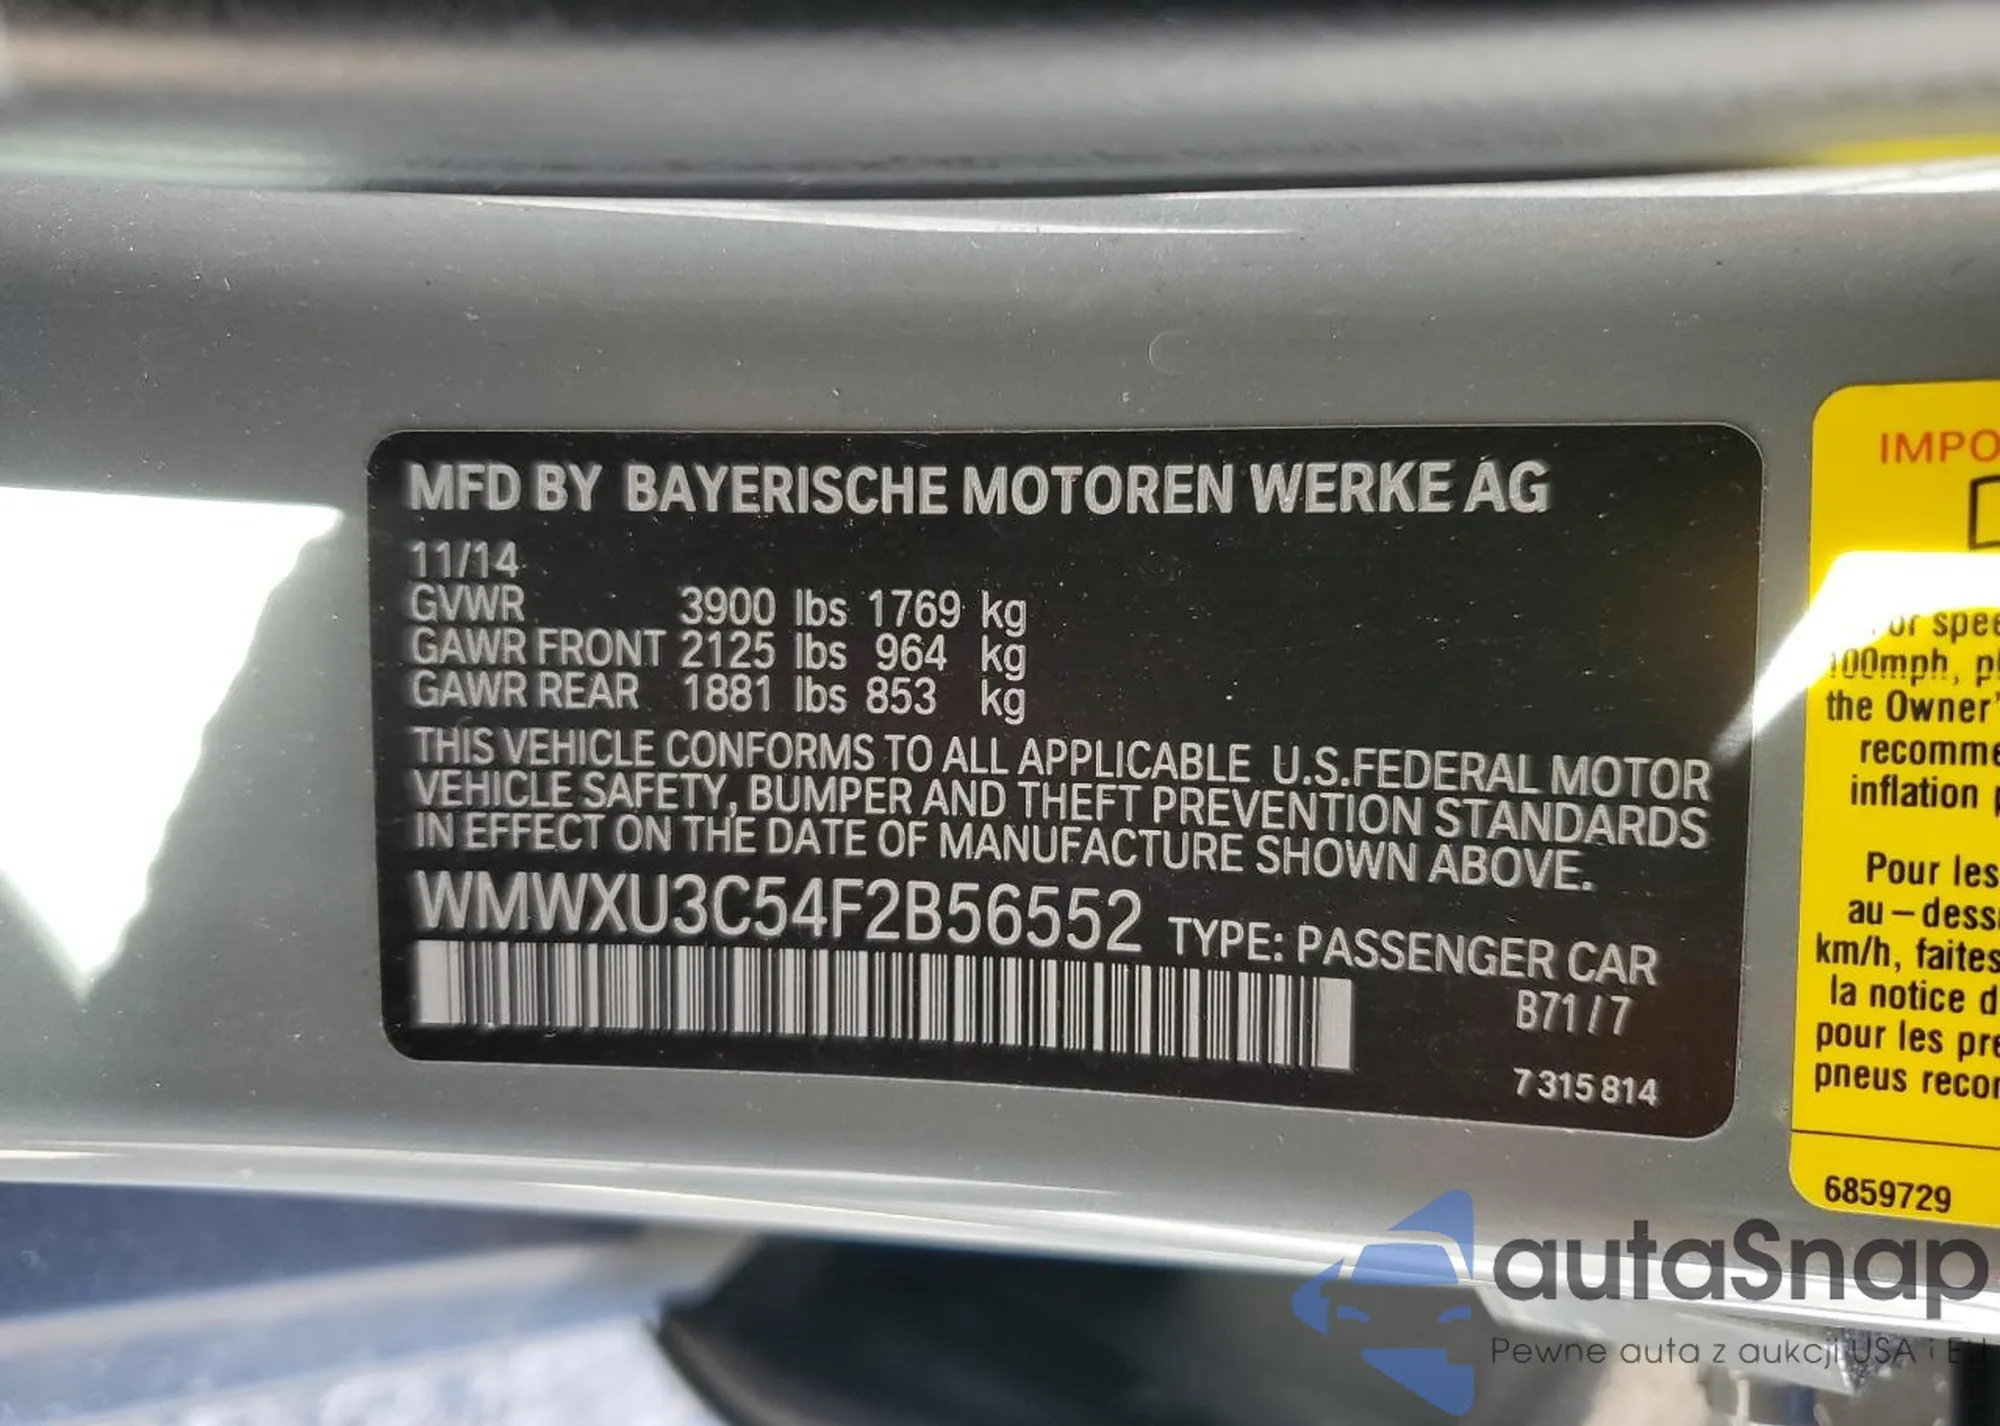 MFD BY BAYERISCHE MOTOREN WERKE AG
11/14
GVWR 3900 lbs 1769 kg
GAWR FRONT 2125 lbs 964 kg
GAWR REAR 1881 lbs 853 kg
THIS VEHICLE CONFORMS TO ALL APPLICABLE U.S.FEDERAL MOTOR
VEHICLE SAFETY, BUMPER AND THEFT PREVENTION STANDARDS
IN EFFECT ON THE DATE OF MANUFACTURE SHOWN ABOVE.
WMWXU3C54F2B56552 TYPE: PASSENGER CAR
B71/7
7 315 814
IMPO
or spee
100mph, pl
the Owner'
recomme
inflation p
Pour les
au-dess
km/h, faites
la notice d
pour les pre
pneus recor
6859729
autaSnap
Pewne auta z aukcji USA i EU